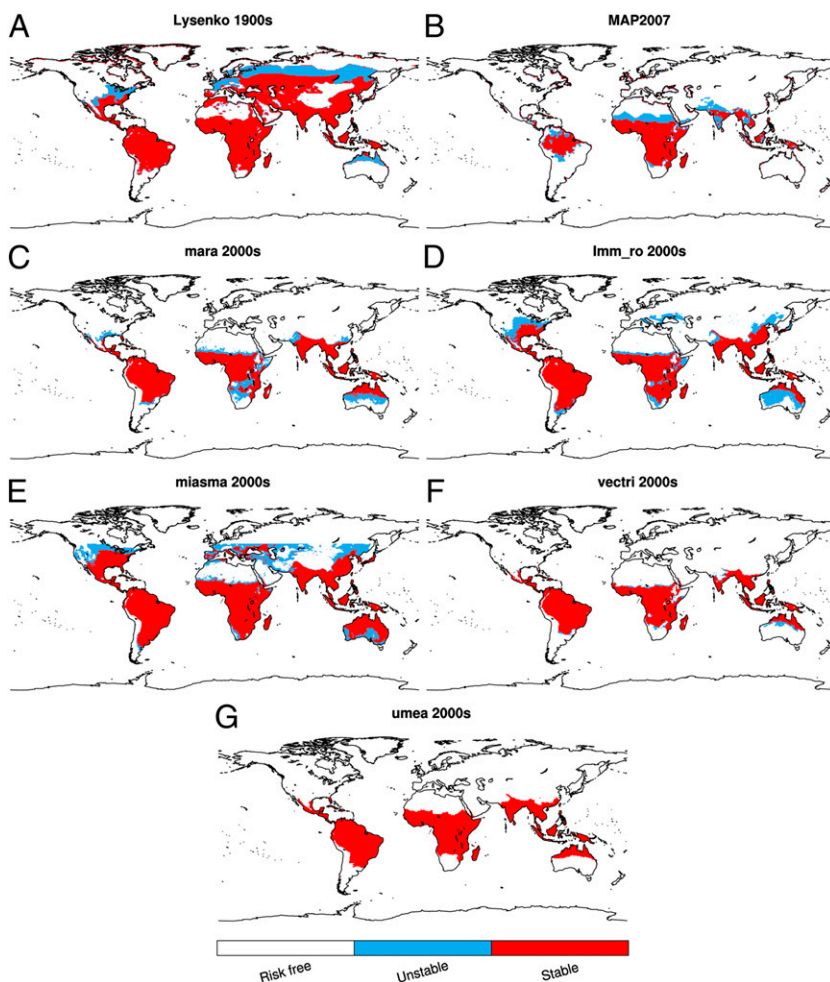 A
Lysenko 1900s
B
MAP2007
C
mara 2000s
D
lmm_ro 2000s
E
miasma 2000s
F
vectri 2000s
G
umea 2000s
Risk free
Unstable
Stable